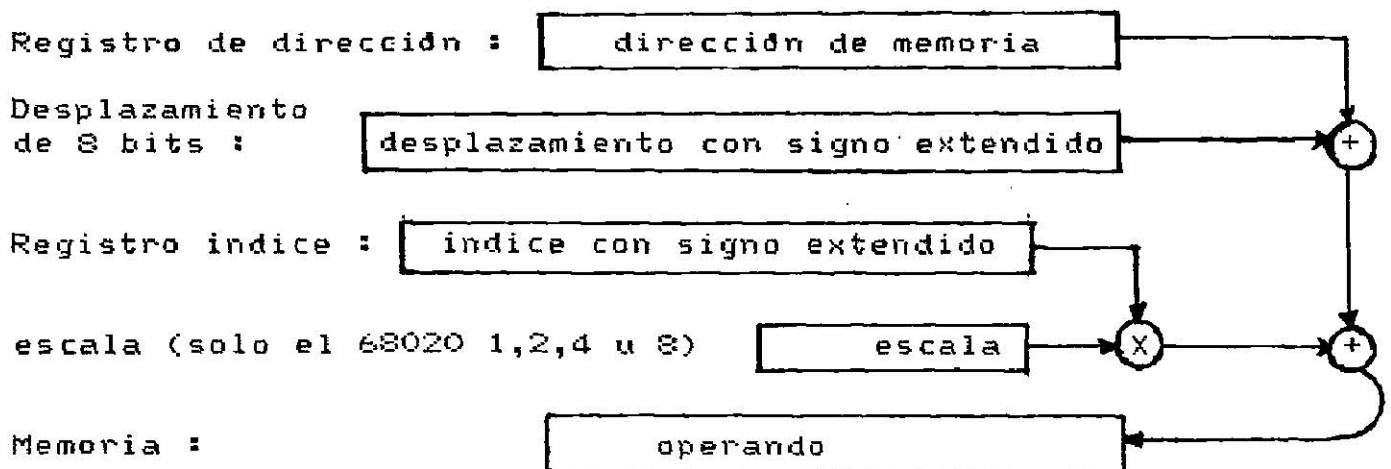 Registro de dirección : dirección de memoria
Desplazamiento
de 8 bits : desplazamiento con signo extendido
+
Registro indice : indice con signo extendido
escala (solo el 68020 1,2,4 u 8) escala X +
Memoria : operando